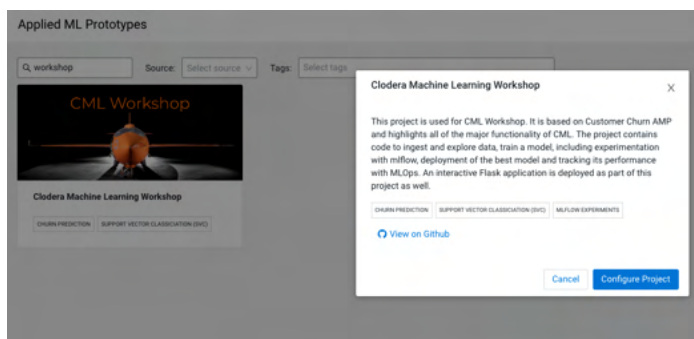 Applied ML Prototypes
workshop
Source: Select source
Tags: Select tags
CML Workshop
Clodera Machine Learning Workshop
CHURN PREDICTION
SUPPORT VECTOR CLASSCIATION (SVC)
Clodera Machine Learning Workshop
This project is used for CML Workshop. It is based on Customer Churn AMP
and highlights all of the major functionality of CML. The project contains
code to ingest and explore data, train a model, including experimentation
with mlflow, deployment of the best model and tracking its performance
with MLOps. An interactive Flask application is deployed as part of this
project as well.
CHURN PREDICTION
SUPPORT VECTOR CLASSCIATION (SVC)
MLFLOW EXPERIMENTS
View on Github
Cancel
Configure Project